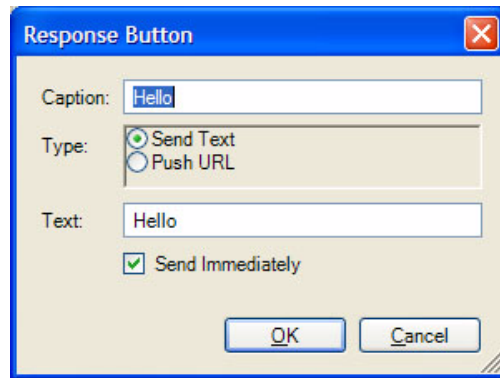 Response Button
Caption: Hello
Type: Send Text
Push URL
Text: Hello
Send Immediately
OK Cancel